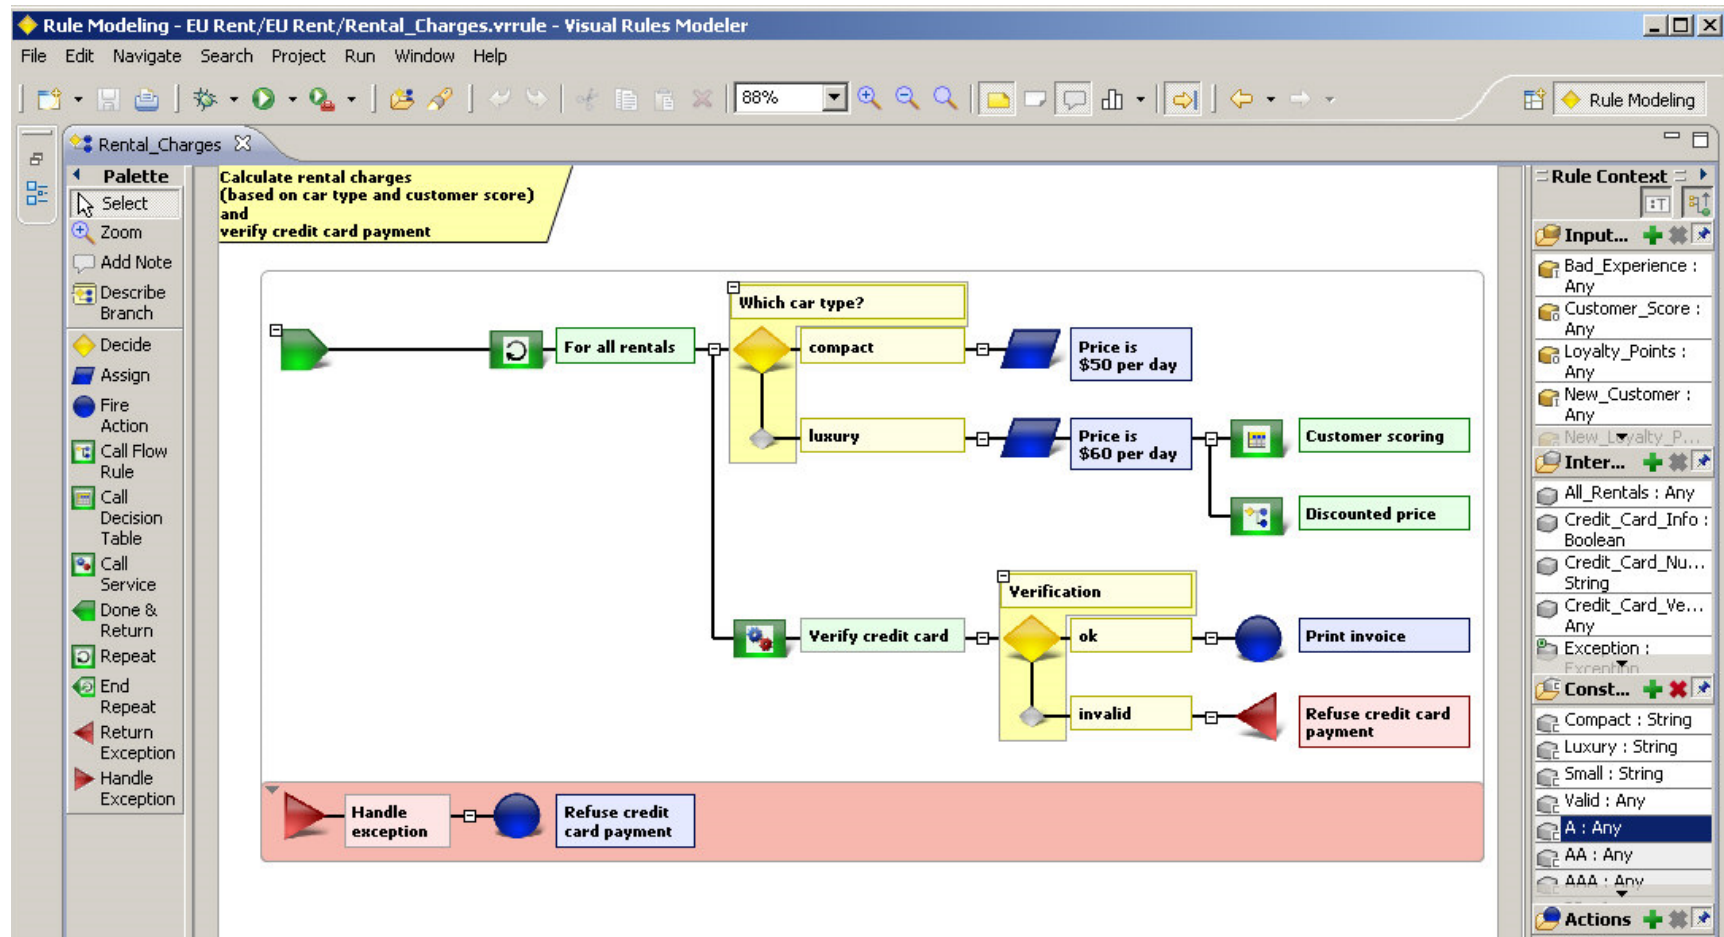 Rule Modeling - EU Rent/EU Rent/Rental_Charges.vrrule - Visual Rules Modeler
File Edit Navigate Search Project Run Window Help
88%
Rule Modeling
Rental_Charges
Palette
Select
Zoom
Add Note
Describe
Branch
Decide
Assign
Fire
Action
Call Flow
Rule
Call
Decision
Table
Call
Service
Done &
Return
Repeat
End
Repeat
Return
Exception
Handle
Exception
Calculate rental charges
(based on car type and customer score)
and
verify credit card payment
For all rentals
Which car type?
compact
Price is
$50 per day
luxury
Price is
$60 per day
Customer scoring
Discounted price
Verify credit card
Verification
ok
Print invoice
invalid
Refuse credit card
payment
Handle
exception
Refuse credit
card payment
Rule Context
Input...
Bad_Experience :
Any
Customer_Score :
Any
Loyalty_Points :
Any
New_Customer :
Any
New_Loyalty_P...
Inter...
All_Rentals : Any
Credit_Card_Info :
Boolean
Credit_Card_Nu...
String
Credit_Card_Ve...
Any
Exception :
Exception
Const...
Compact : String
Luxury : String
Small : String
Valid : Any
A : Any
AA : Any
AAA : Any
Actions